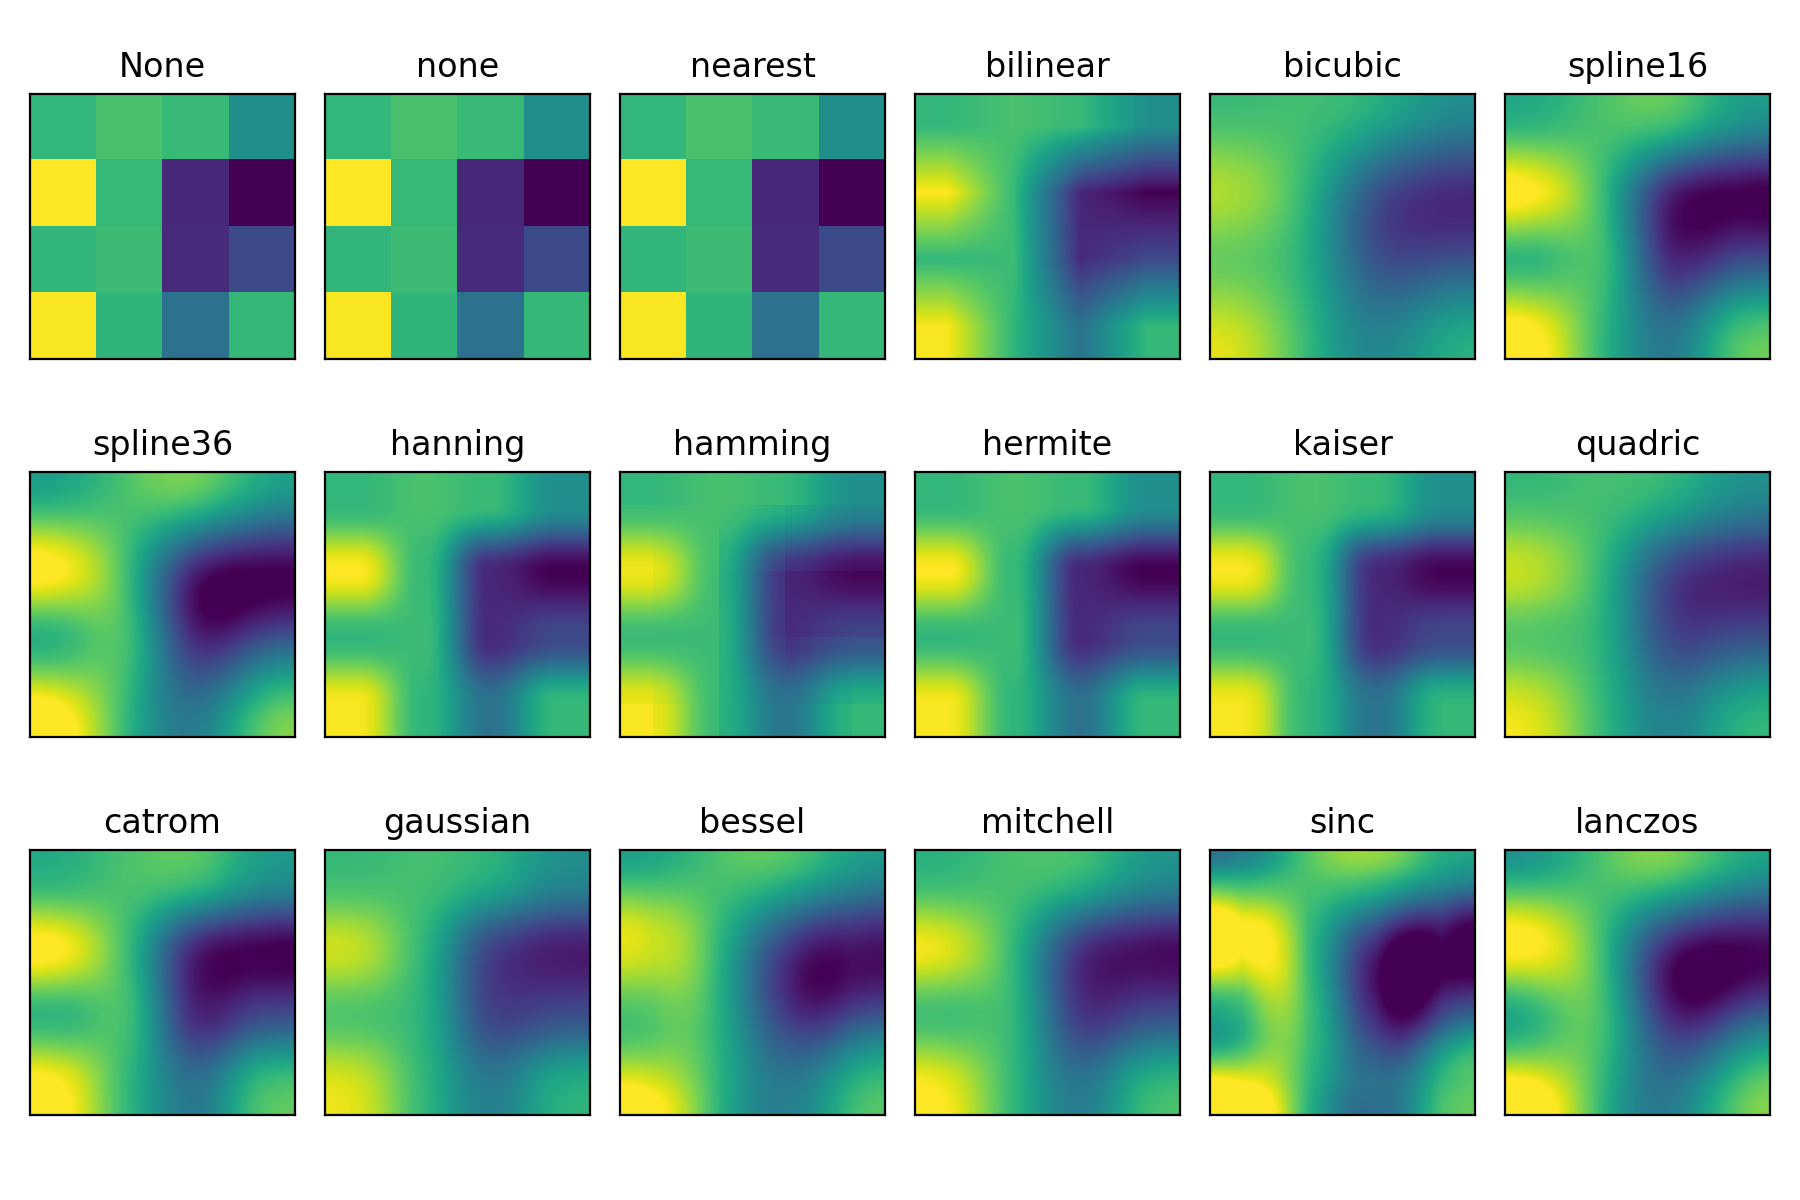 None none nearest bilinear bicubic spline16
spline36 hanning hamming hermite kaiser quadric
catrom gaussian bessel mitchell sinc lanczos